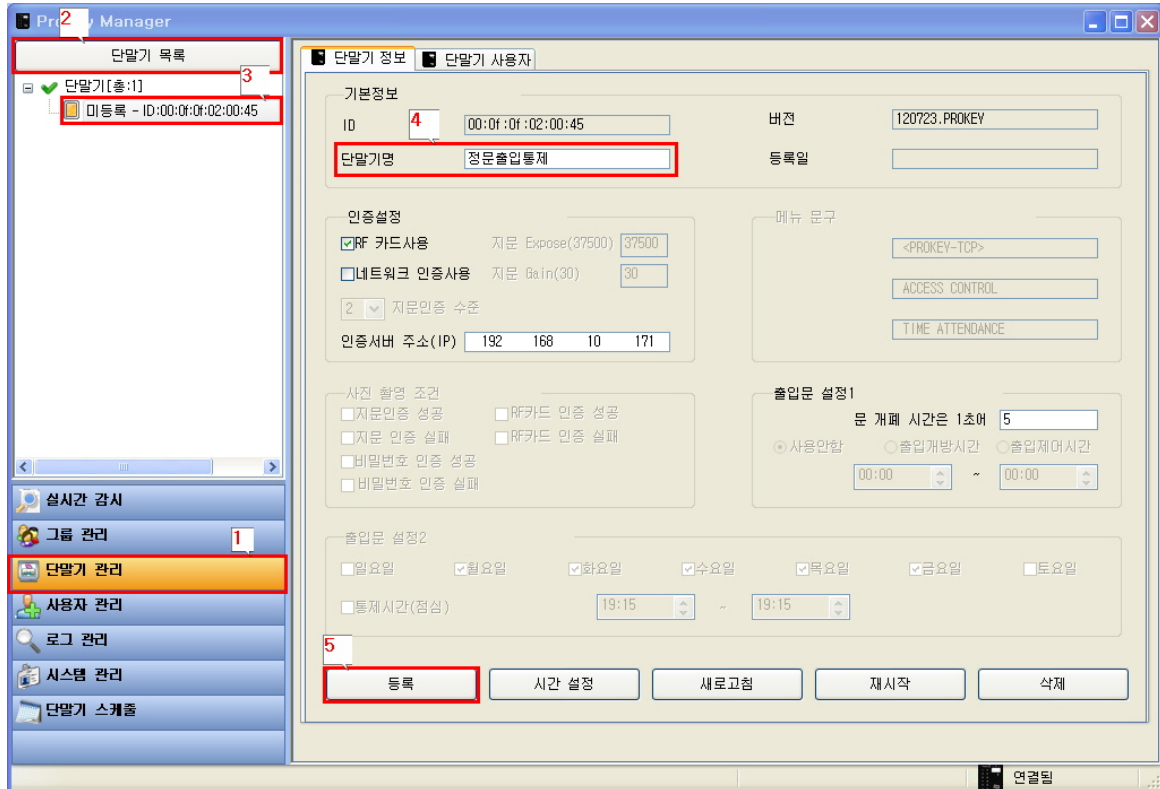 2 Manager
단말기 목록
3
단말기[총:1]
미등록 - ID:00:0f:0f:02:00:45
실시간 감시
그룹 관리
1
단말기 관리
사용자 관리
로그 관리
시스템 관리
단말기 스케줄
단말기 정보 단말기 사용자
기본정보
ID 4 00:0f:0f:02:00:45 버전 120723.PROKEY
단말기명 정문출입통제 등록일
인증설정
RF 카드사용 지문 Expose(37500) 37500
네트워크 인증사용 지문 Gain(30) 30
2 지문인증 수준
인증서버 주소(IP) 192 168 10 171
메뉴 문구
<PROKEY-TCP>
ACCESS CONTROL
TIME ATTENDANCE
사진 촬영 조건
지문인증 성공 RF카드 인증 성공
지문 인증 실패 RF카드 인증 실패
비밀번호 인증 성공
비밀번호 인증 실패
출입문 설정1
문 개폐 시간은 1초에 5
사용안함 출입개방시간 출입제어시간
00:00 ~ 00:00
출입문 설정2
일요일 월요일 화요일 수요일 목요일 금요일 토요일
통제시간(점심) 19:15 ~ 19:15
5
등록 시간 설정 새로고침 재시작 삭제
연결됨